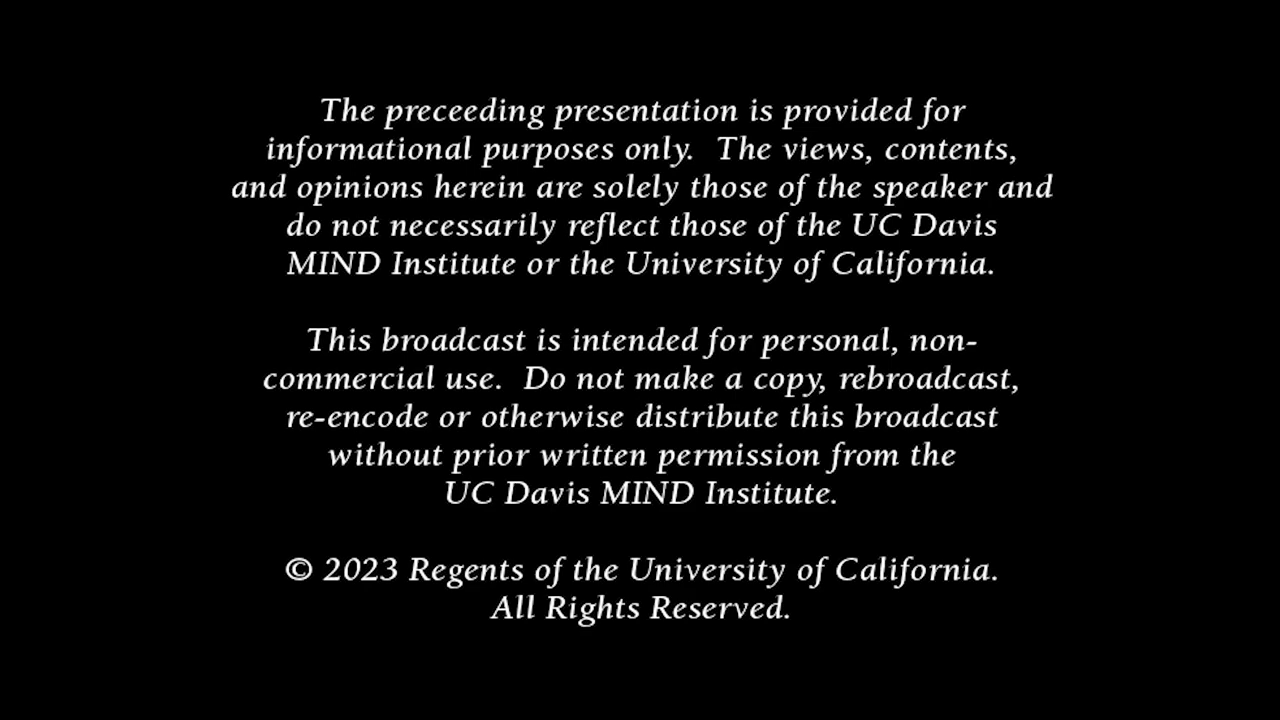 The preceeding presentation is provided for
informational purposes only.  The views, contents,
and opinions herein are solely those of the speaker and
do not necessarily reflect those of the UC Davis
MIND Institute or the University of California.
This broadcast is intended for personal, non-
commercial use.  Do not make a copy, rebroadcast,
re-encode or otherwise distribute this broadcast
without prior written permission from the
UC Davis MIND Institute.
© 2023 Regents of the University of California.
All Rights Reserved.